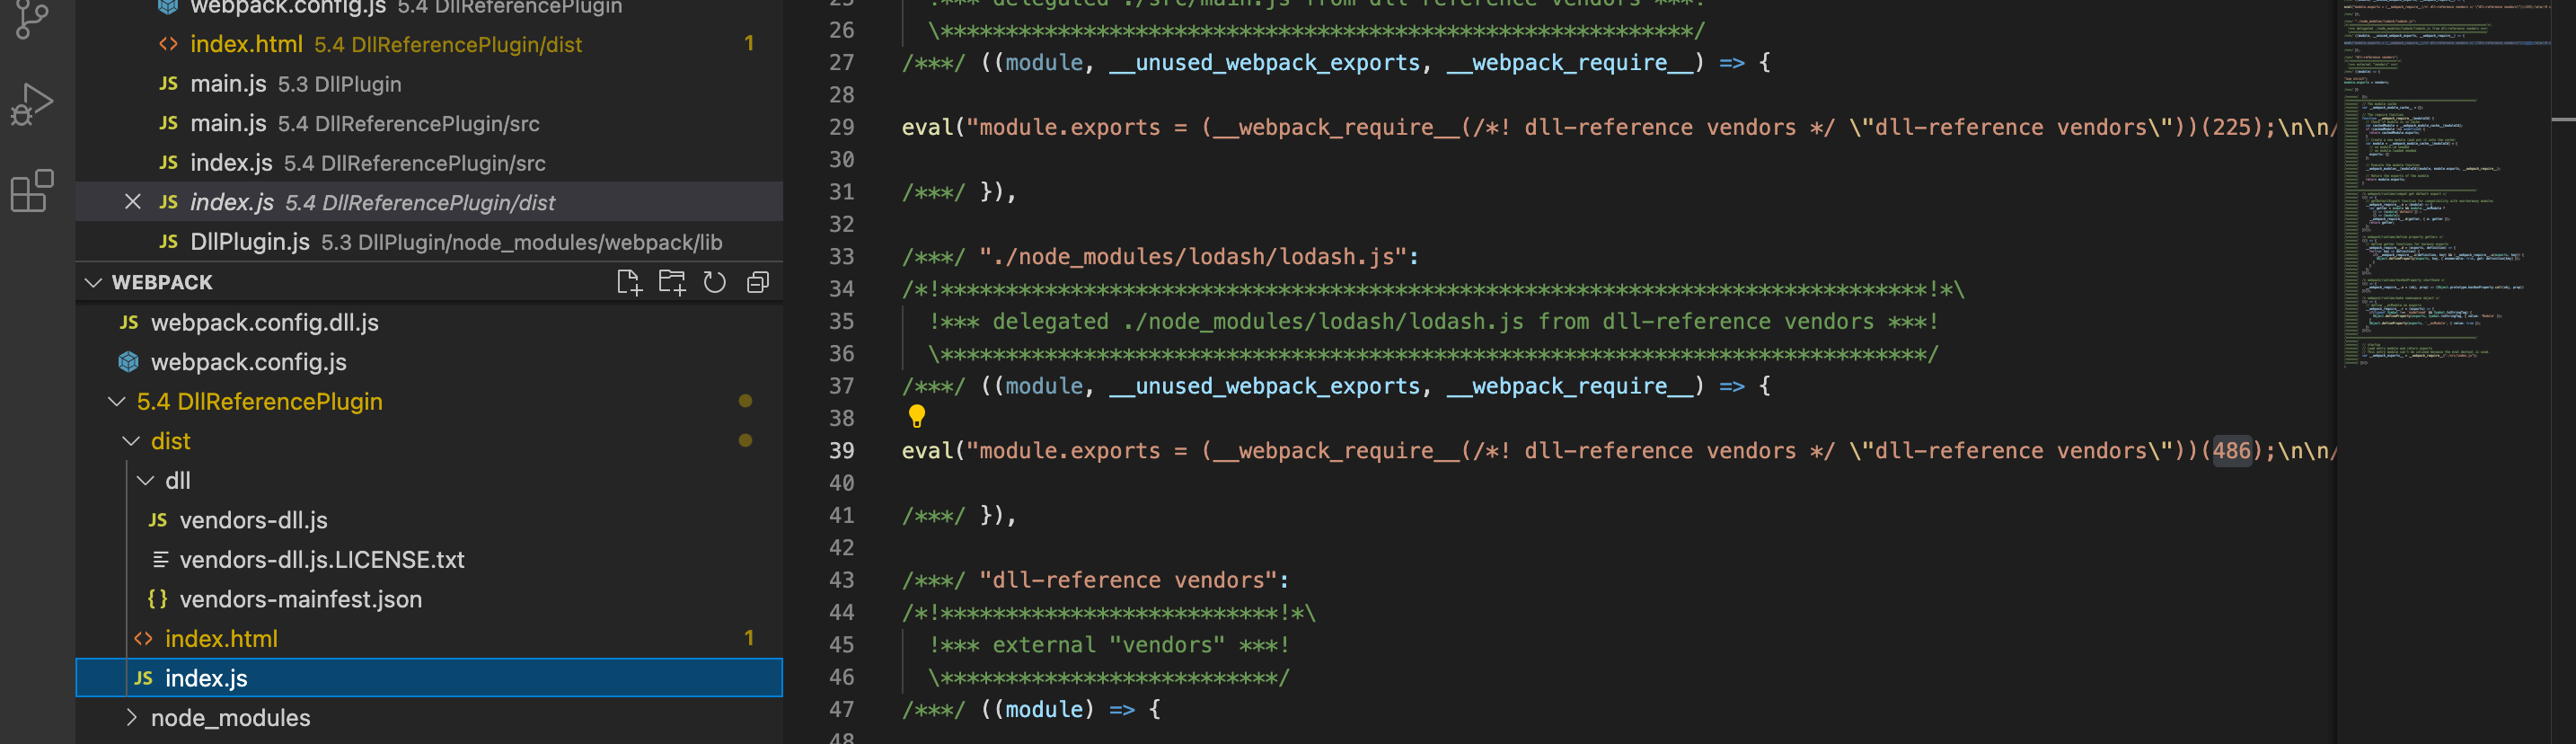 webpack.config.js 5.4 DllReferencePlugin
<> index.html 5.4 DllReferencePlugin/dist 1
JS main.js 5.3 DllPlugin
JS main.js 5.4 DllReferencePlugin/src
JS index.js 5.4 DllReferencePlugin/src
JS index.js 5.4 DllReferencePlugin/dist
JS DllPlugin.js 5.3 DllPlugin/node_modules/webpack/lib
WEBPACK
JS webpack.config.dll.js
webpack.config.js
5.4 DllReferencePlugin
dist
dll
JS vendors-dll.js
vendors-dll.js.LICENSE.txt
{} vendors-mainfest.json
<> index.html 1
JS index.js
node_modules
25 !*** delegated ./src/main.js from dll-reference vendors ***!
26 \**********************************************************/
27 /***/ ((module, __unused_webpack_exports, __webpack_require__) => {
28
29 eval("module.exports = (__webpack_require__(/*! dll-reference vendors */ \"dll-reference vendors\"))(225);\n\n/
30
31 /***/ }),
32
33 /***/ "./node_modules/lodash/lodash.js":
34 /*!****************************************************************************!*\
35 !*** delegated ./node_modules/lodash/lodash.js from dll-reference vendors ***!
36 \****************************************************************************/
37 /***/ ((module, __unused_webpack_exports, __webpack_require__) => {
38
39 eval("module.exports = (__webpack_require__(/*! dll-reference vendors */ \"dll-reference vendors\"))(486);\n\n/
40
41 /***/ }),
42
43 /***/ "dll-reference vendors":
44 /*!**************************!*\
45 !*** external "vendors" ***!
46 \**************************/
47 /***/ ((module) => {
48